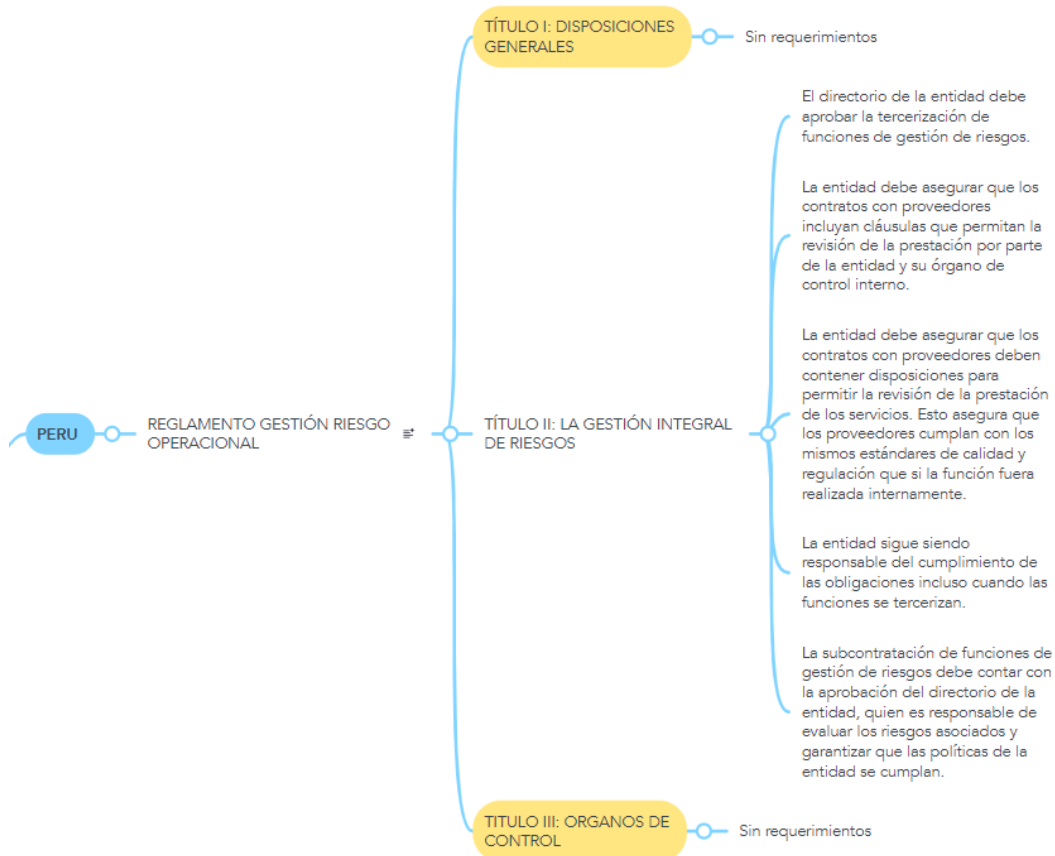 PERU
REGLAMENTO GESTIÓN RIESGO
OPERACIONAL
TÍTULO I: DISPOSICIONES
GENERALES
Sin requerimientos
TÍTULO II: LA GESTIÓN INTEGRAL
DE RIESGOS
El directorio de la entidad debe
aprobar la tercerización de
funciones de gestión de riesgos.
La entidad debe asegurar que los
contratos con proveedores
incluyan cláusulas que permitan la
revisión de la prestación por parte
de la entidad y su órgano de
control interno.
La entidad debe asegurar que los
contratos con proveedores deben
contener disposiciones para
permitir la revisión de la prestación
de los servicios. Esto asegura que
los proveedores cumplan con los
mismos estándares de calidad y
regulación que si la función fuera
realizada internamente.
La entidad sigue siendo
responsable del cumplimiento de
las obligaciones incluso cuando las
funciones se tercerizan.
La subcontratación de funciones de
gestión de riesgos debe contar con
la aprobación del directorio de la
entidad, quien es responsable de
evaluar los riesgos asociados y
garantizar que las políticas de la
entidad se cumplan.
TITULO III: ORGANOS DE
CONTROL
Sin requerimientos